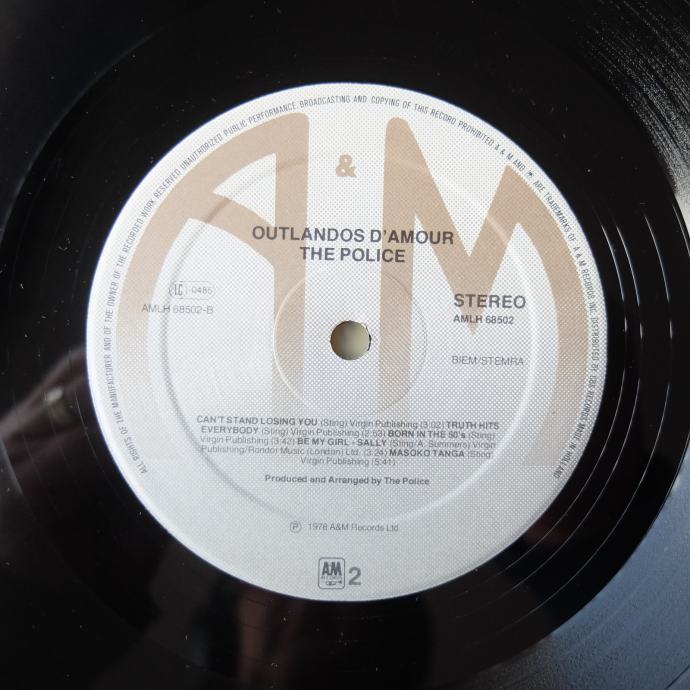 ALL RIGHTS OF THE MANUFACTURER AND OF THE OWNER OF THE RECORDED WORK RESERVED. UNAUTHORIZED PUBLIC PERFORMANCE, BROADCASTING AND COPYING OF THIS RECORD PROHIBITED. A & M AND ARE TRADEMARKS OF A & M RECORDS INC. DISTRIBUTED BY CBS RECORDS MADE IN HOLLAND
A & M
OUTLANDOS D'AMOUR
THE POLICE
LC -0485
AMLH 68502-B
STEREO
AMLH 68502
BIEM/STEMRA
CAN'T STAND LOSING YOU (Sting) Virgin Publishing (3:02) TRUTH HITS
EVERYBODY (Sting) Virgin Publishing (2:53) BORN IN THE 50's (Sting)
Virgin Publishing (3:42) BE MY GIRL - SALLY (Sting/A. Summers) Virgin
Publishing/Rondor Music (London) Ltd. (3:24) MASOKO TANGA (Sting)
Virgin Publishing (5:41)
Produced and Arranged by The Police
℗ 1978 A&M Records Ltd.
AM
RECORDS
2